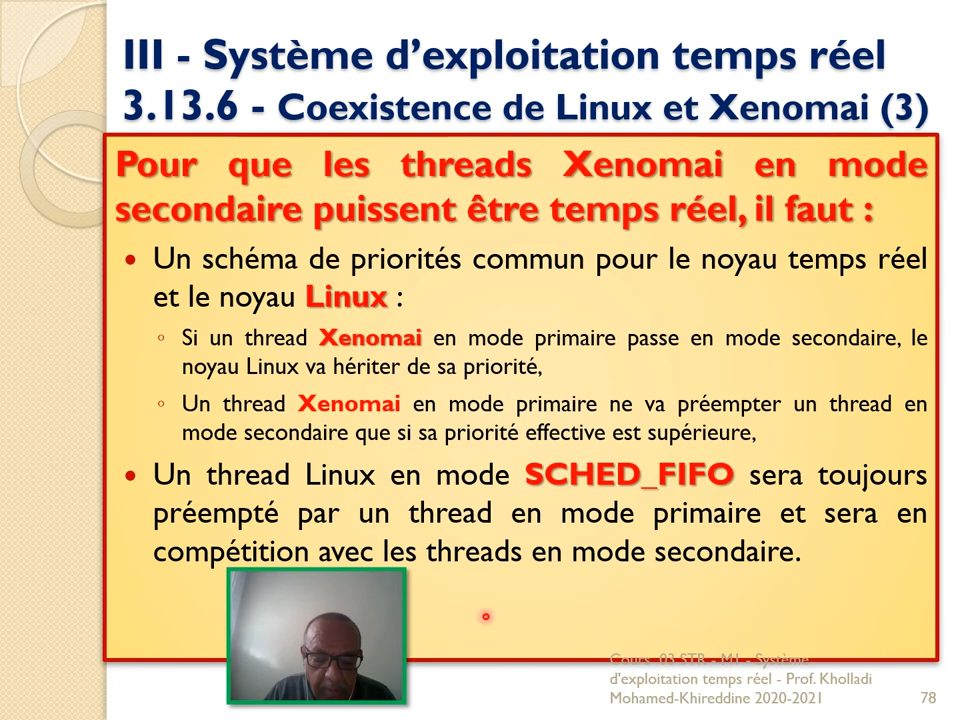 III - Système d'exploitation temps réel
3.13.6 - Coexistence de Linux et Xenomai (3)
Pour que les threads Xenomai en mode
secondaire puissent être temps réel, il faut :
• Un schéma de priorités commun pour le noyau temps réel
et le noyau Linux :
◦ Si un thread Xenomai en mode primaire passe en mode secondaire, le
noyau Linux va hériter de sa priorité,
◦ Un thread Xenomai en mode primaire ne va préempter un thread en
mode secondaire que si sa priorité effective est supérieure,
• Un thread Linux en mode SCHED_FIFO sera toujours
préempté par un thread en mode primaire et sera en
compétition avec les threads en mode secondaire.
Cours_03 STR - M1 - Système
d'exploitation temps réel - Prof. Kholladi
Mohamed-Khireddine 2020-2021
78